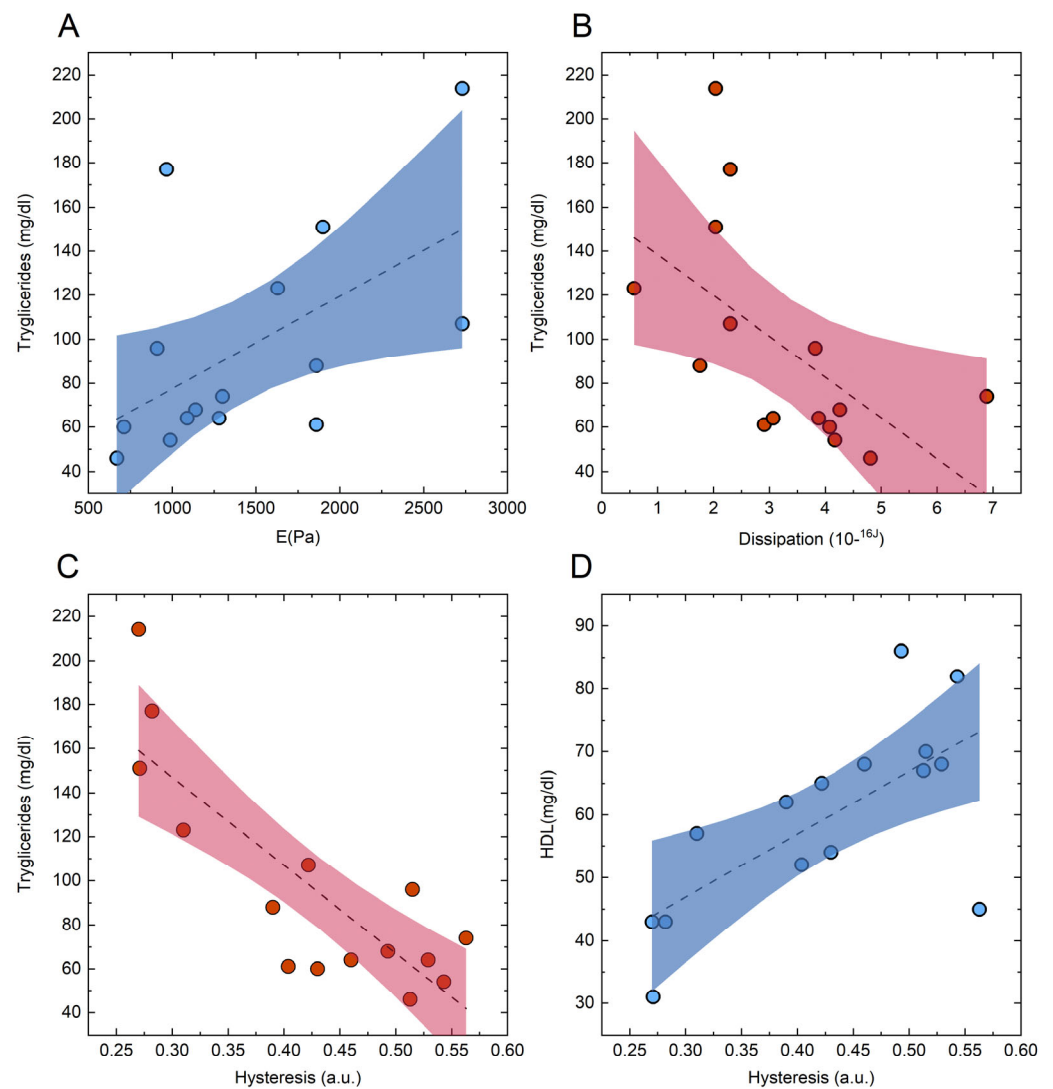 A
B
220
200
180
160
140
120
100
80
60
40
Tryglicerides (mg/dl)
500 1000 1500 2000 2500 3000
E(Pa)
220
200
180
160
140
120
100
80
60
40
Tryglicerides (mg/dl)
0 1 2 3 4 5 6 7
Dissipation (10-16J)
C
D
220
200
180
160
140
120
100
80
60
40
Tryglicerides (mg/dl)
0.25 0.30 0.35 0.40 0.45 0.50 0.55 0.60
Hysteresis (a.u.)
90
80
70
60
50
40
30
HDL(mg/dl)
0.25 0.30 0.35 0.40 0.45 0.50 0.55 0.60
Hysteresis (a.u.)